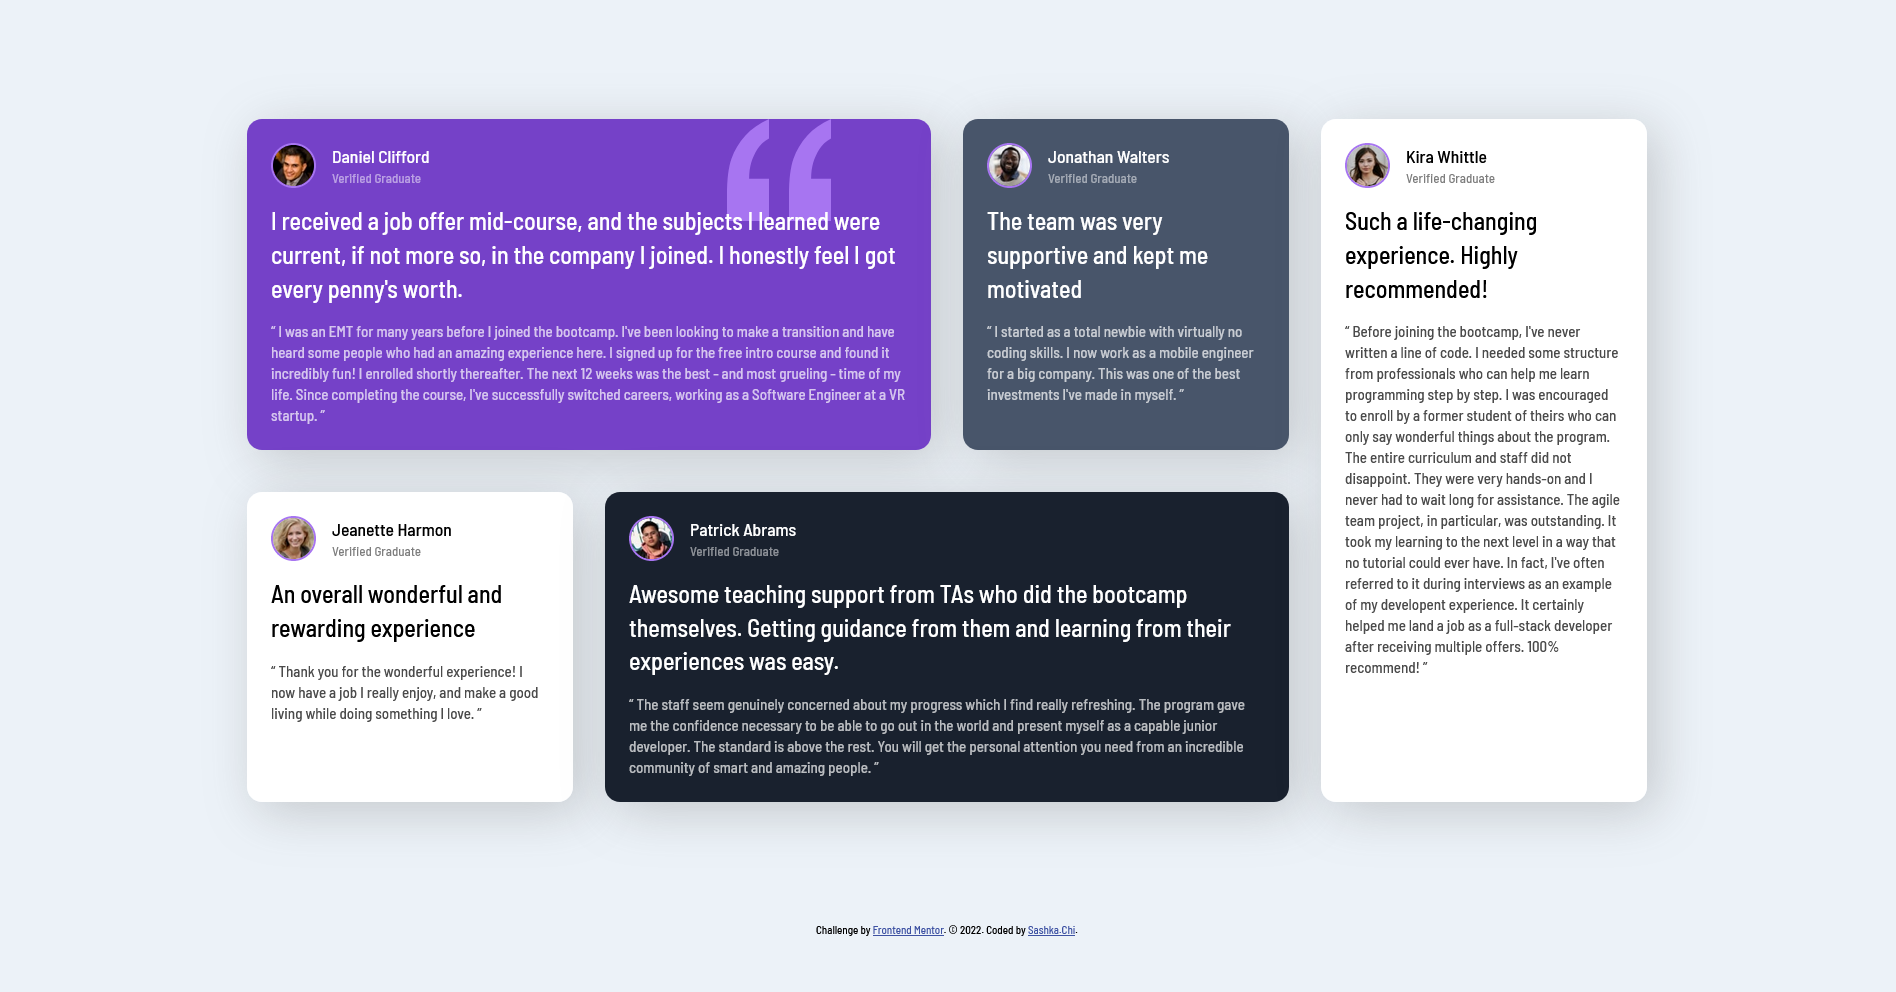 Daniel Clifford
Verified Graduate
I received a job offer mid-course, and the subjects I learned were
current, if not more so, in the company I joined. I honestly feel I got
every penny's worth.
“ I was an EMT for many years before I joined the bootcamp. I've been looking to make a transition and have
heard some people who had an amazing experience here. I signed up for the free intro course and found it
incredibly fun! I enrolled shortly thereafter. The next 12 weeks was the best – and most grueling – time of my
life. Since completing the course, I've successfully switched careers, working as a Software Engineer at a VR
startup. ”
Jonathan Walters
Verified Graduate
The team was very
supportive and kept me
motivated
“ I started as a total newbie with virtually no
coding skills. I now work as a mobile engineer
for a big company. This was one of the best
investments I've made in myself. ”
Kira Whittle
Verified Graduate
Such a life-changing
experience. Highly
recommended!
“ Before joining the bootcamp, I've never
written a line of code. I needed some structure
from professionals who can help me learn
programming step by step. I was encouraged
to enroll by a former student of theirs who can
only say wonderful things about the program.
The entire curriculum and staff did not
disappoint. They were very hands-on and I
never had to wait long for assistance. The agile
team project, in particular, was outstanding. It
took my learning to the next level in a way that
no tutorial could ever have. In fact, I've often
referred to it during interviews as an example
of my developent experience. It certainly
helped me land a job as a full-stack developer
after receiving multiple offers. 100%
recommend! ”
Jeanette Harmon
Verified Graduate
An overall wonderful and
rewarding experience
“ Thank you for the wonderful experience! I
now have a job I really enjoy, and make a good
living while doing something I love. ”
Patrick Abrams
Verified Graduate
Awesome teaching support from TAs who did the bootcamp
themselves. Getting guidance from them and learning from their
experiences was easy.
“ The staff seem genuinely concerned about my progress which I find really refreshing. The program gave
me the confidence necessary to be able to go out in the world and present myself as a capable junior
developer. The standard is above the rest. You will get the personal attention you need from an incredible
community of smart and amazing people. ”
Challenge by Frontend Mentor. © 2022. Coded by Sashka.Chi.